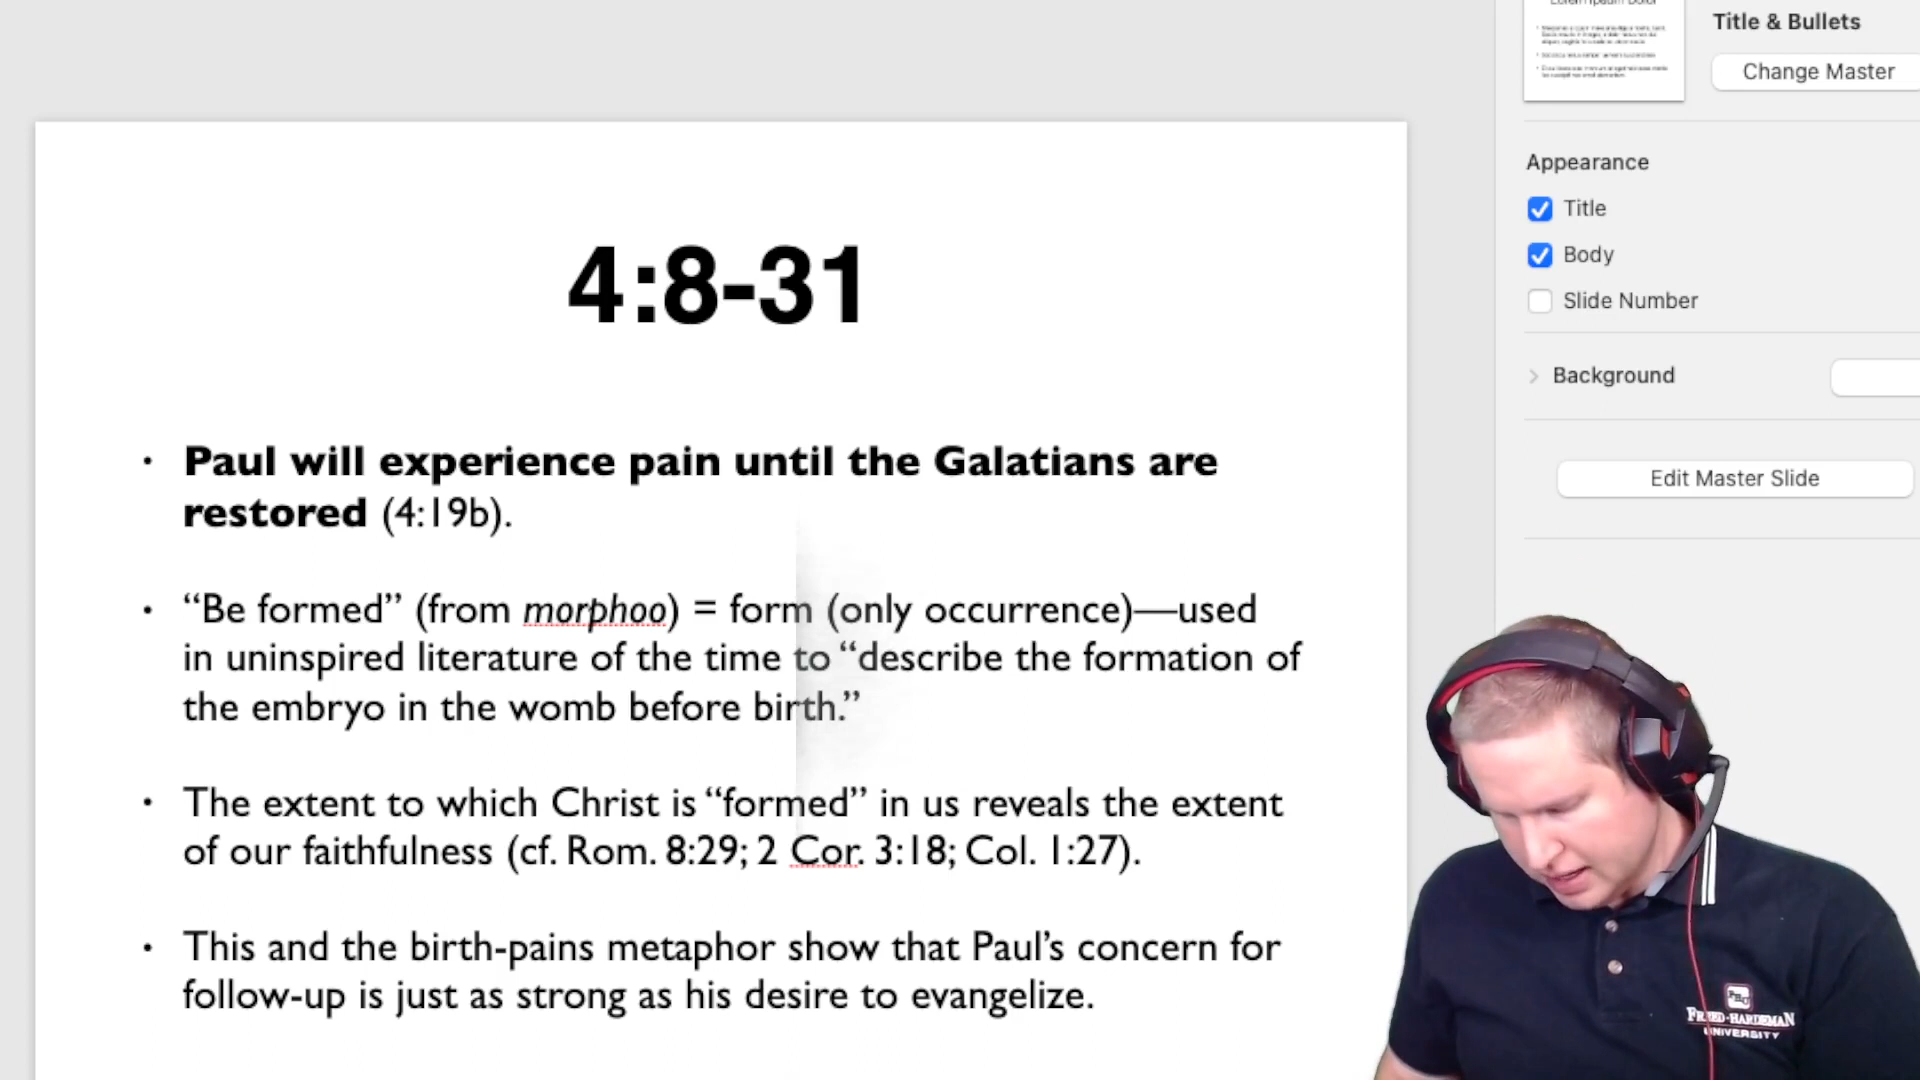 Title & Bullets
Change Master
Appearance
Title
Body
Slide Number
Background
Edit Master Slide
4:8-31
• Paul will experience pain until the Galatians are
restored (4:19b).
• “Be formed” (from morphoo) = form (only occurrence)—used
in uninspired literature of the time to “describe the formation of
the embryo in the womb before birth.”
• The extent to which Christ is “formed” in us reveals the extent
of our faithfulness (cf. Rom. 8:29; 2 Cor. 3:18; Col. 1:27).
• This and the birth-pains metaphor show that Paul’s concern for
follow-up is just as strong as his desire to evangelize.
FHU
FREED-HARDEMAN
UNIVERSITY